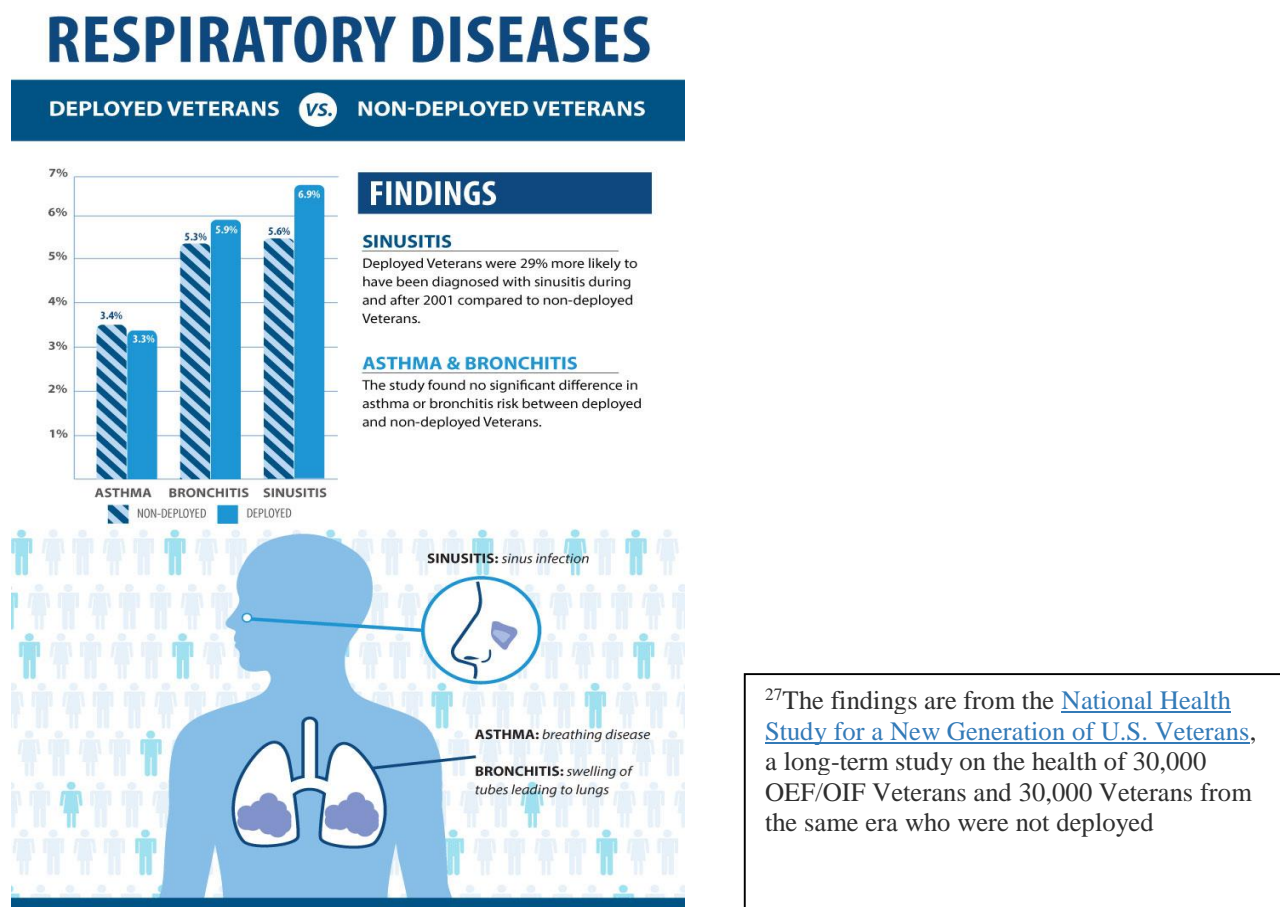 RESPIRATORY DISEASES
DEPLOYED VETERANS VS. NON-DEPLOYED VETERANS
7%
6%
5%
4%
3%
2%
1%
3.4%
3.3%
5.3%
5.9%
5.6%
6.9%
ASTHMA BRONCHITIS SINUSITIS
NON-DEPLOYED DEPLOYED
FINDINGS
SINUSITIS
Deployed Veterans were 29% more likely to
have been diagnosed with sinusitis during
and after 2001 compared to non-deployed
Veterans.
ASTHMA & BRONCHITIS
The study found no significant difference in
asthma or bronchitis risk between deployed
and non-deployed Veterans.
SINUSITIS: sinus infection
ASTHMA: breathing disease
BRONCHITIS: swelling of
tubes leading to lungs
27The findings are from the National Health
Study for a New Generation of U.S. Veterans,
a long-term study on the health of 30,000
OEF/OIF Veterans and 30,000 Veterans from
the same era who were not deployed